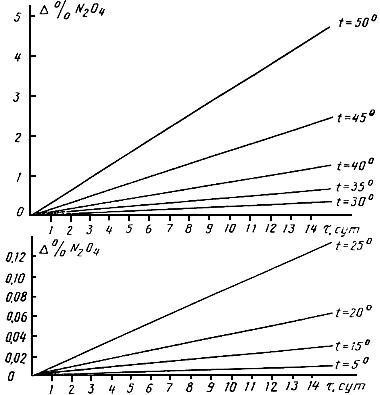 Δ% N₂O₄
5
t=50°
4
3
t=45°
2
t=40°
1
t=35°
t=30°
0
1 2 3 4 5 6 7 8 9 10 11 12 13 14 τ, сут
Δ% N₂O₄
t=25°
0,12
0,10
0,08
t=20°
0,06
0,04
t=15°
0,02
t=5°
0
1 2 3 4 5 6 7 8 9 10 11 12 13 14 τ, сут